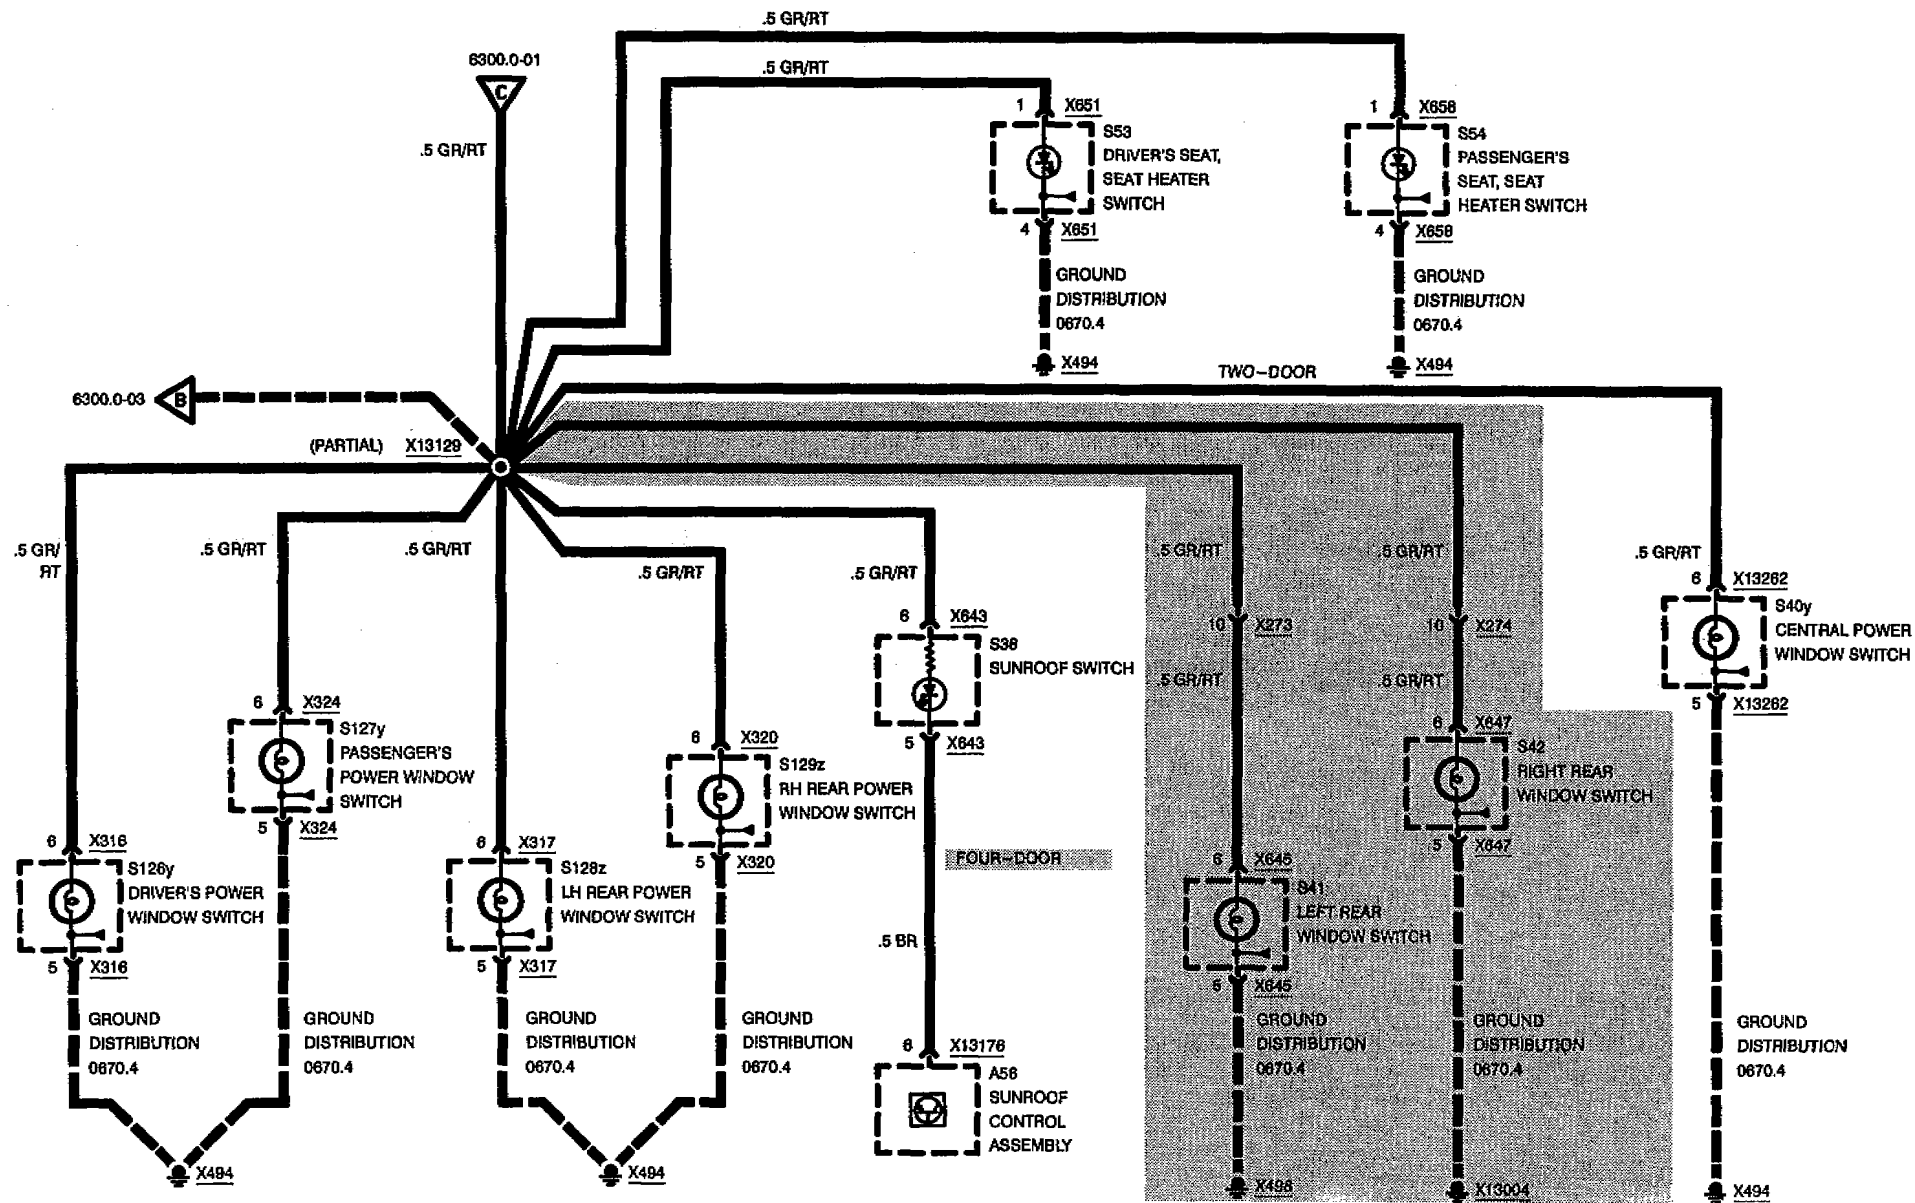 .5 GR/RT
6300.0-01
C
.5 GR/RT
.5 GR/RT
1 X651
S53
DRIVER'S SEAT,
SEAT HEATER
SWITCH
4 X651
GROUND
DISTRIBUTION
0670.4
X494
1 X658
S54
PASSENGER'S
SEAT, SEAT
HEATER SWITCH
4 X658
GROUND
DISTRIBUTION
0670.4
X494
TWO-DOOR
6300.0-03 B
(PARTIAL) X13129
.5 GR/
RT
.5 GR/RT
.5 GR/RT
.5 GR/RT
.5 GR/RT
.5 GR/RT
.5 GR/RT
.5 GR/RT
6 X13262
S40y
CENTRAL POWER
WINDOW SWITCH
5 X13262
6 X643
S36
SUNROOF SWITCH
5 X643
10 X273
10 X274
.5 GR/RT
.5 GR/RT
6 X324
S127y
PASSENGER'S
POWER WINDOW
SWITCH
5 X324
6 X320
S129z
RH REAR POWER
WINDOW SWITCH
5 X320
6 X647
S42
RIGHT REAR
WINDOW SWITCH
5 X647
6 X316
S126y
DRIVER'S POWER
WINDOW SWITCH
5 X316
6 X317
S128z
LH REAR POWER
WINDOW SWITCH
5 X317
FOUR-DOOR
6 X645
S41
LEFT REAR
WINDOW SWITCH
5 X645
.5 BR
GROUND
DISTRIBUTION
0670.4
GROUND
DISTRIBUTION
0670.4
GROUND
DISTRIBUTION
0670.4
GROUND
DISTRIBUTION
0670.4
6 X13176
A56
SUNROOF
CONTROL
ASSEMBLY
GROUND
DISTRIBUTION
0670.4
GROUND
DISTRIBUTION
0670.4
GROUND
DISTRIBUTION
0670.4
X494
X494
X498
X13004
X494